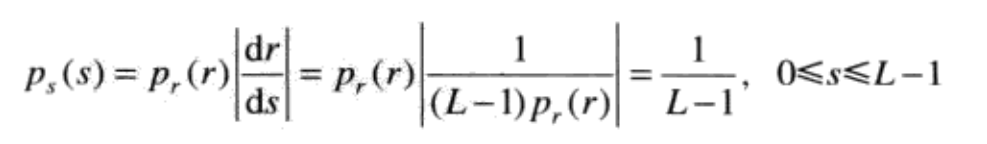 p_s(s) = p_r(r)|dr/ds| = p_r(r)|1/((L−1)p_r(r))| = 1/(L−1), 0⩽s⩽L−1